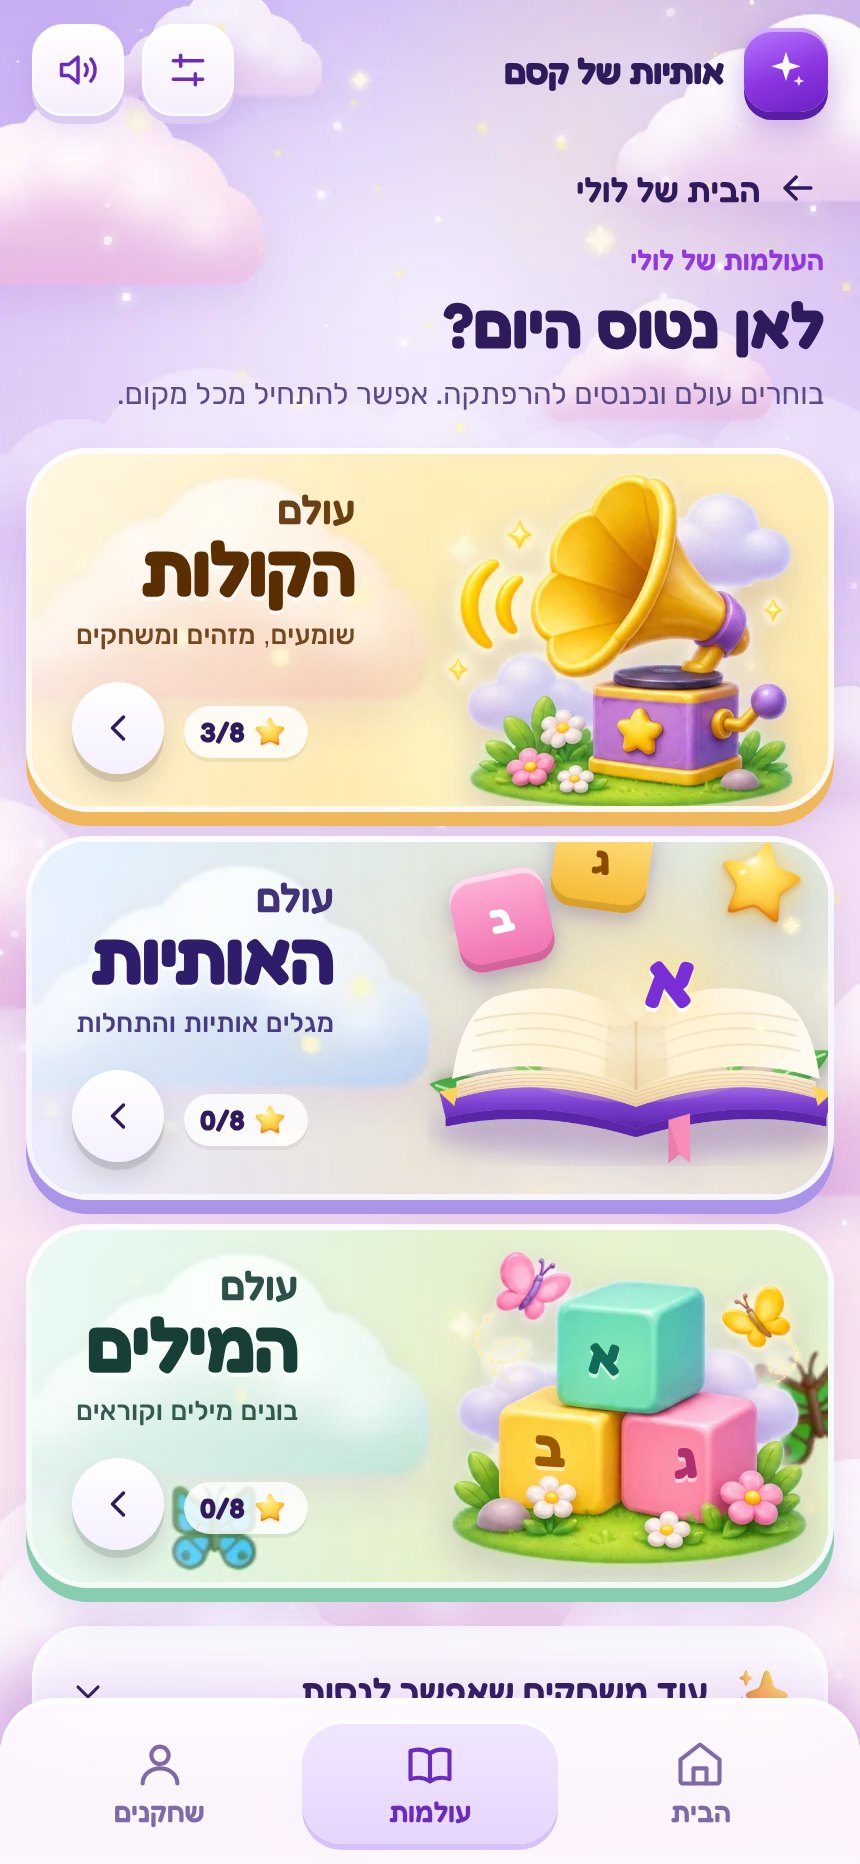 אותיות של קסם
הבית של לולי
העולמות של לולי
לאן נטוס היום?
בוחרים עולם ונכנסים להרפתקה. אפשר להתחיל מכל מקום.
עולם
הקולות
שומעים, מזהים ומשחקים
3/8
ג
ב
א
עולם
האותיות
מגלים אותיות והתחלות
0/8
א
ב
ג
עולם
המילים
בונים מילים וקוראים
0/8
עוד משחקים שאפשר לנסות
הבית
עולמות
שחקנים